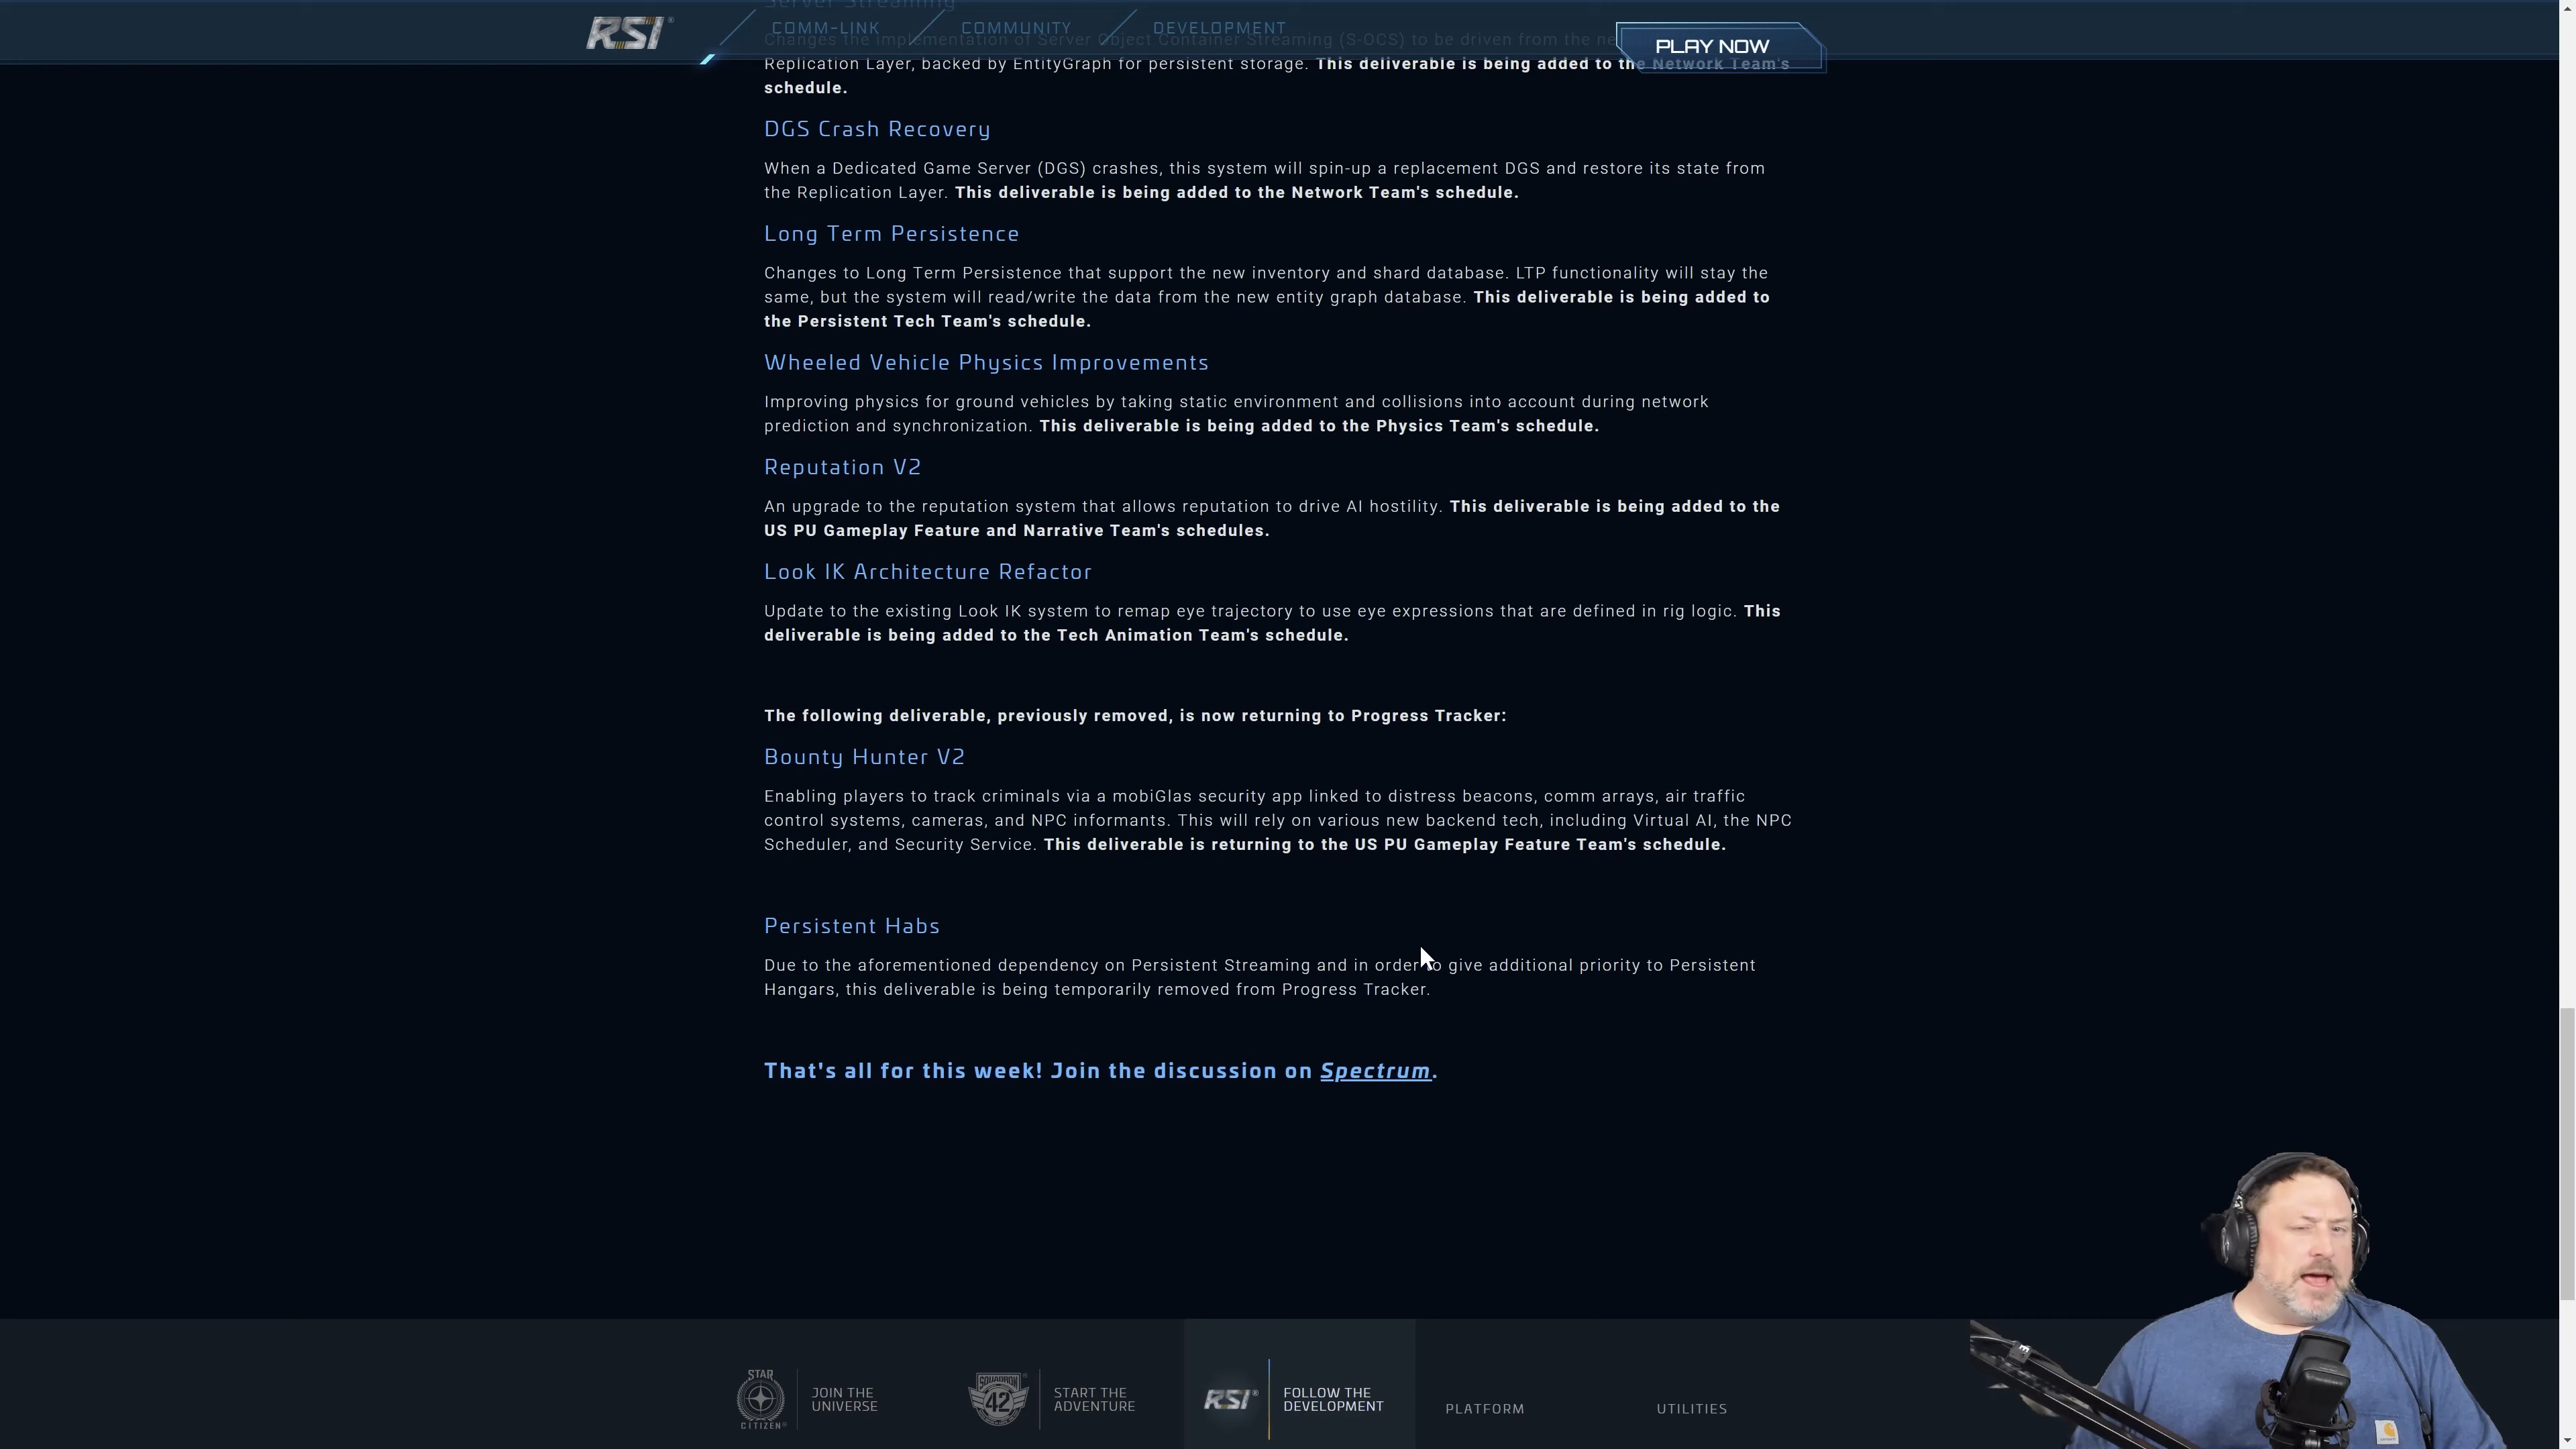 Server Streaming
RSI
COMM-LINK
COMMUNITY
DEVELOPMENT
PLAY NOW
Changes the implementation of Server Object Container Streaming (S-OCS) to be driven from the
Replication Layer, backed by EntityGraph for persistent storage. This deliverable is being added to the Network Team's
schedule.
DGS Crash Recovery
When a Dedicated Game Server (DGS) crashes, this system will spin-up a replacement DGS and restore its state from
the Replication Layer. This deliverable is being added to the Network Team's schedule.
Long Term Persistence
Changes to Long Term Persistence that support the new inventory and shard database. LTP functionality will stay the
same, but the system will read/write the data from the new entity graph database. This deliverable is being added to
the Persistent Tech Team's schedule.
Wheeled Vehicle Physics Improvements
Improving physics for ground vehicles by taking static environment and collisions into account during network
prediction and synchronization. This deliverable is being added to the Physics Team's schedule.
Reputation V2
An upgrade to the reputation system that allows reputation to drive AI hostility. This deliverable is being added to the
US PU Gameplay Feature and Narrative Team's schedules.
Look IK Architecture Refactor
Update to the existing Look IK system to remap eye trajectory to use eye expressions that are defined in rig logic. This
deliverable is being added to the Tech Animation Team's schedule.
The following deliverable, previously removed, is now returning to Progress Tracker:
Bounty Hunter V2
Enabling players to track criminals via a mobiGlas security app linked to distress beacons, comm arrays, air traffic
control systems, cameras, and NPC informants. This will rely on various new backend tech, including Virtual AI, the NPC
Scheduler, and Security Service. This deliverable is returning to the US PU Gameplay Feature Team's schedule.
Persistent Habs
Due to the aforementioned dependency on Persistent Streaming and in order to give additional priority to Persistent
Hangars, this deliverable is being temporarily removed from Progress Tracker.
That's all for this week! Join the discussion on Spectrum.
STAR
CITIZEN
JOIN THE
UNIVERSE
SQUADRON
42
START THE
ADVENTURE
RSI
FOLLOW THE
DEVELOPMENT
PLATFORM
UTILITIES